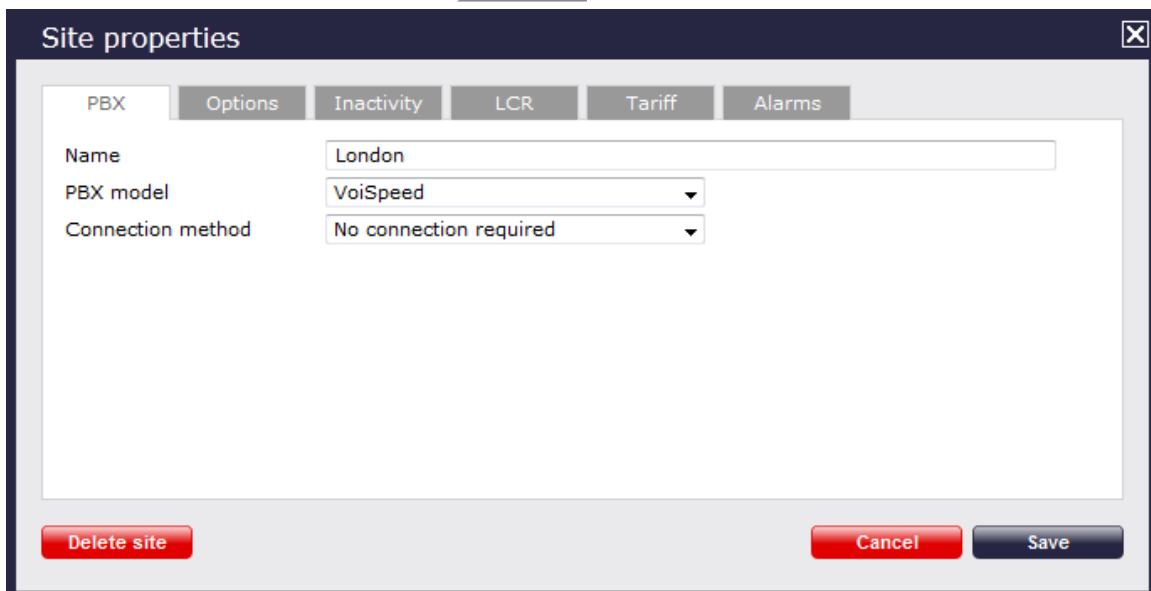 Site properties
PBX Options Inactivity LCR Tariff Alarms
Name London
PBX model VoiSpeed
Connection method No connection required
Delete site Cancel Save